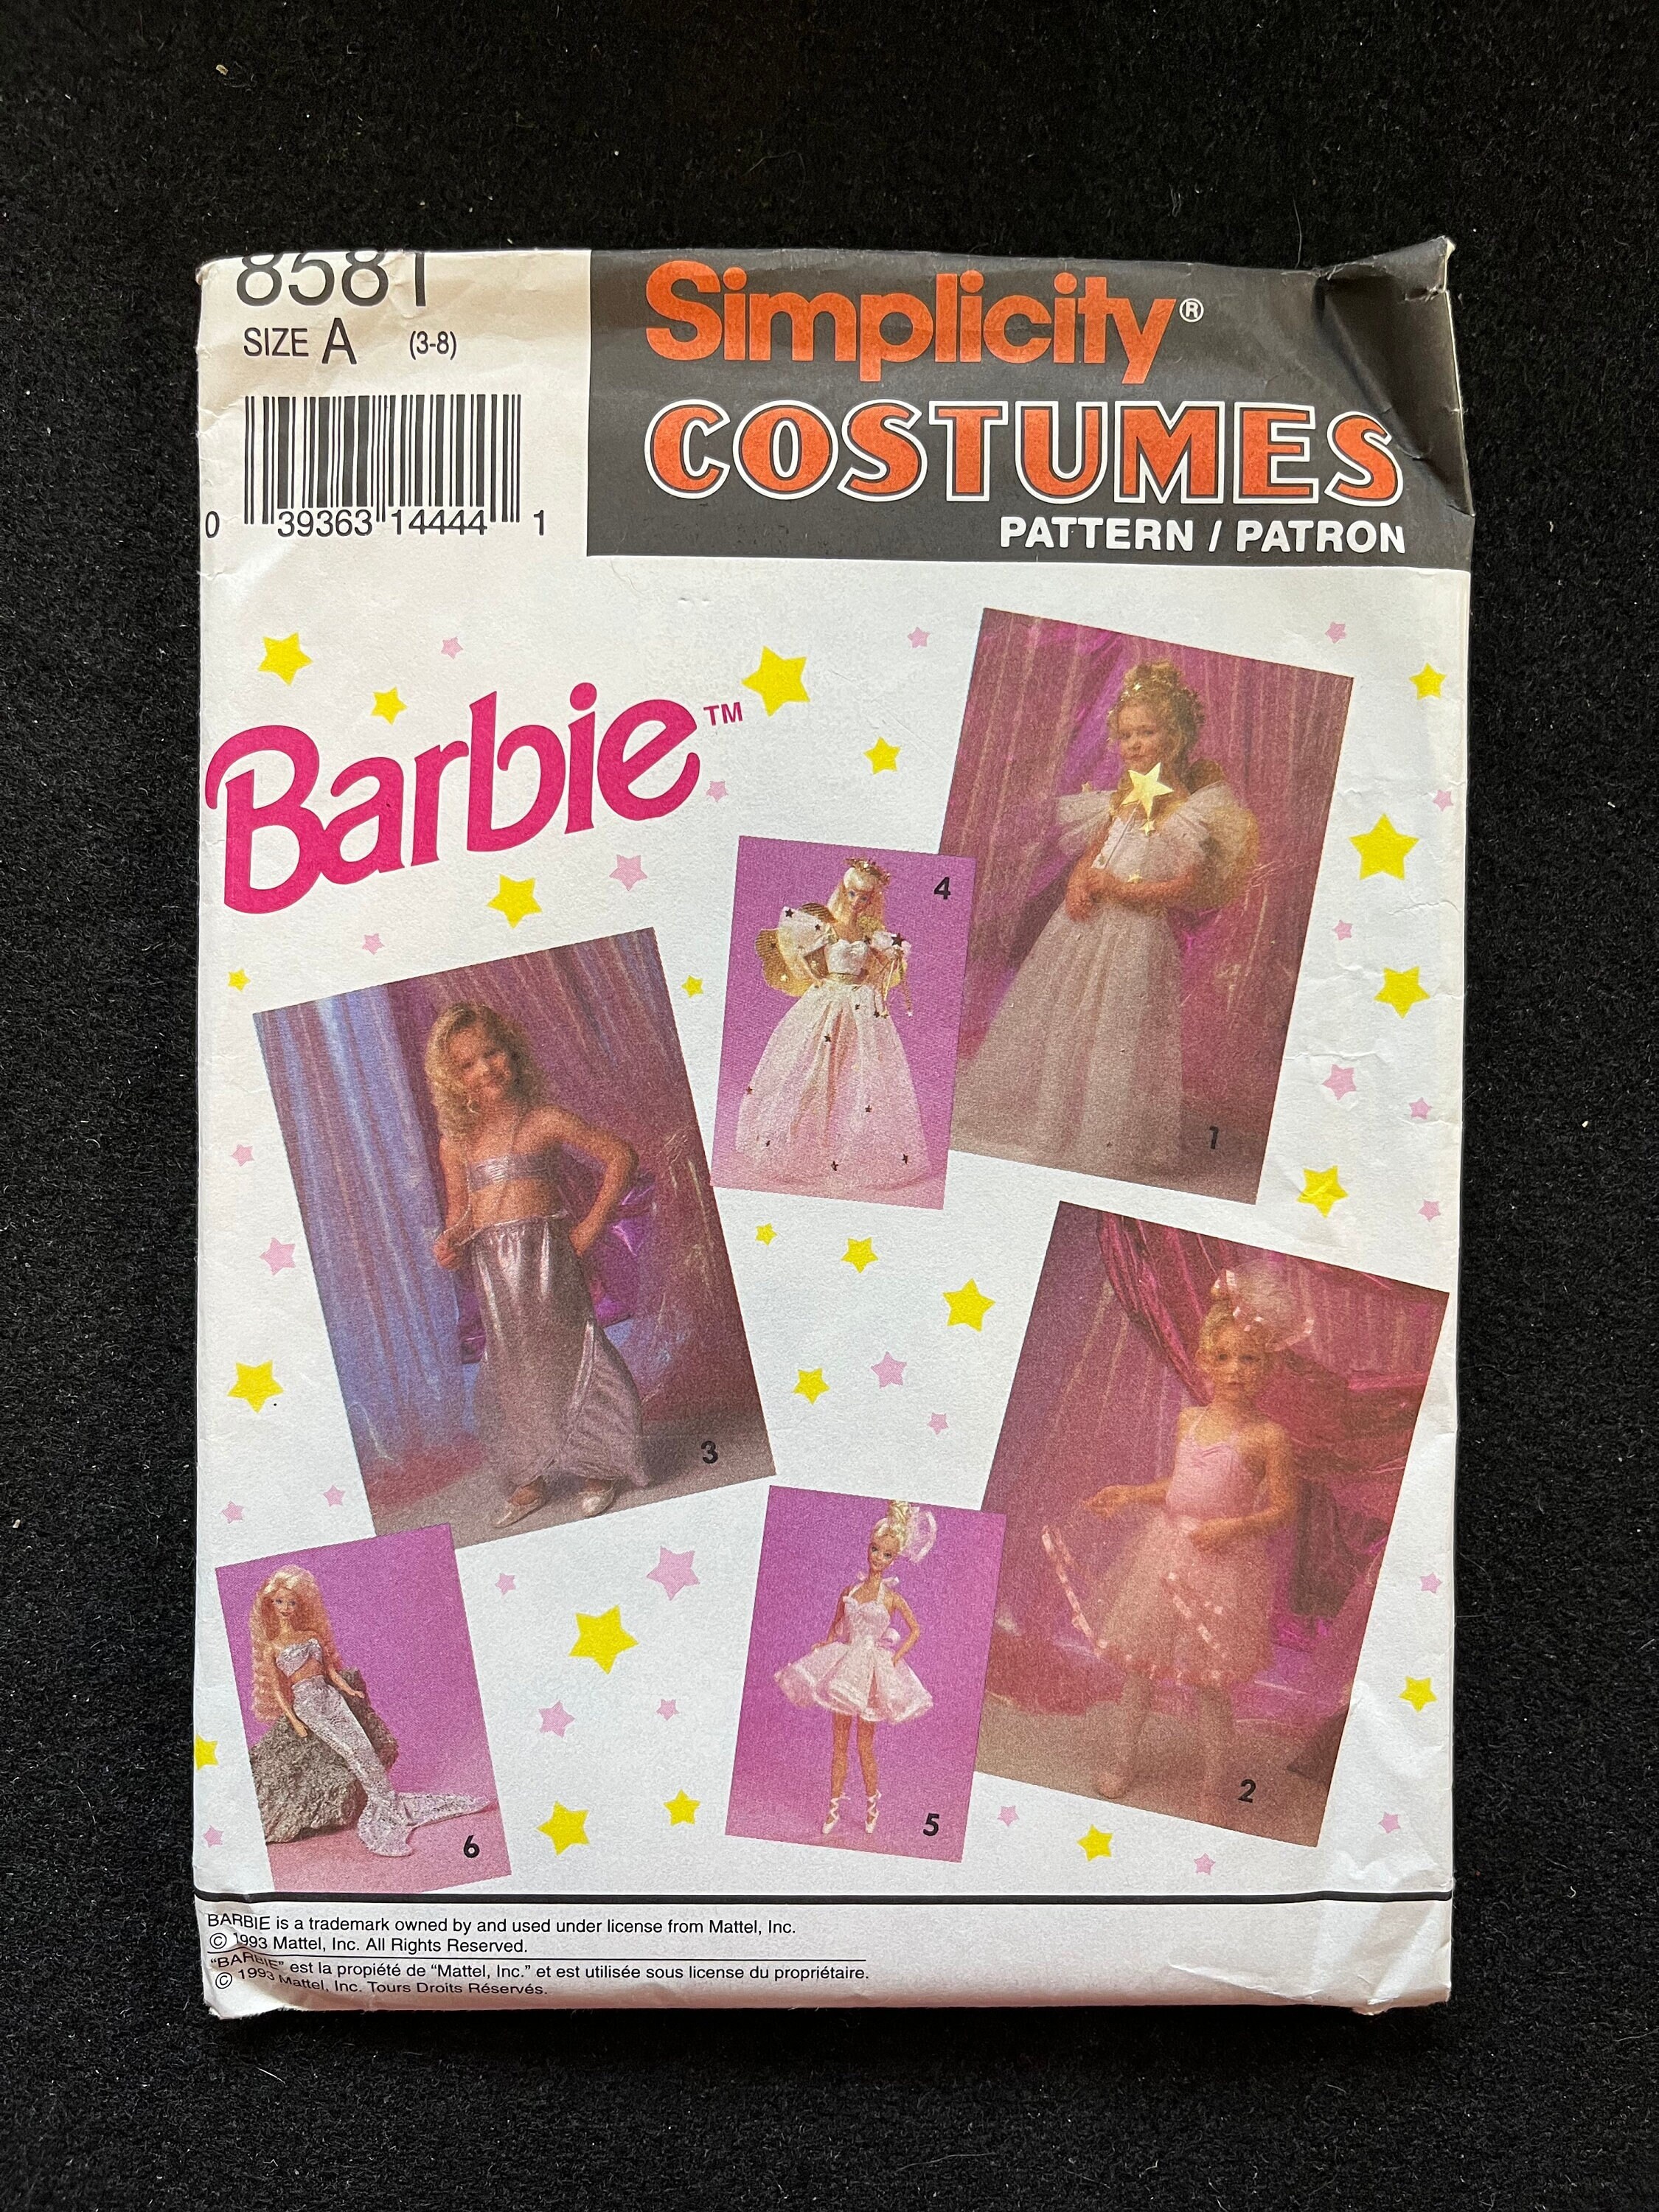 8581
SIZE A (3-8)
0 39363 14444 1
Simplicity®
COSTUMES
PATTERN / PATRON
Barbie™
4
1
3
6
5
2
BARBIE is a trademark owned by and used under license from Mattel, Inc.
© 1993 Mattel, Inc. All Rights Reserved.
"BARBIE" est la propiété de "Mattel, Inc." et est utilisée sous license du propriétaire.
© 1993 Mattel, Inc. Tours Droits Réservés.